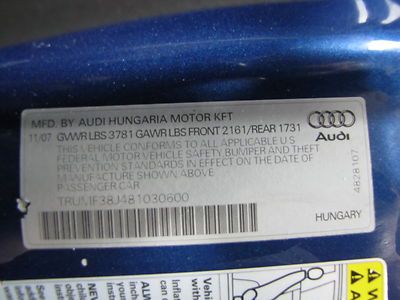 MFD. BY AUDI HUNGARIA MOTOR KFT
11/07 GVWR LBS 3781 GAWR LBS FRONT 2161/REAR 1731
THIS VEHICLE CONFORMS TO ALL APPLICABLE U.S
FEDERAL MOTOR VEHICLE SAFETY, BUMPER AND THEFT
PREVENTION STANDARDS IN EFFECT ON THE DATE OF
MANUFACTURE SHOWN ABOVE.
PASSENGER CAR
TRUMF38J481030600
Audi
4828107
HUNGARY